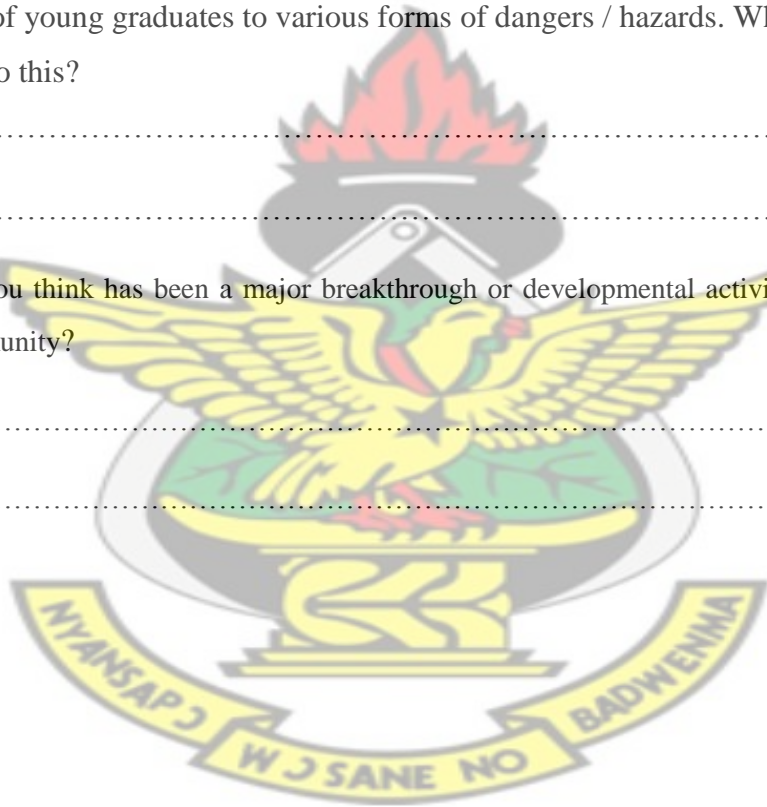 of young graduates to various forms of dangers / hazards. Wh
o this?
……………………………………………………………
……………………………………………………………
ou think has been a major breakthrough or developmental activi
unity?
……………………………………………………………
……………………………………………………………
NYANSAPƆ WƆSANE NO BADWENMA